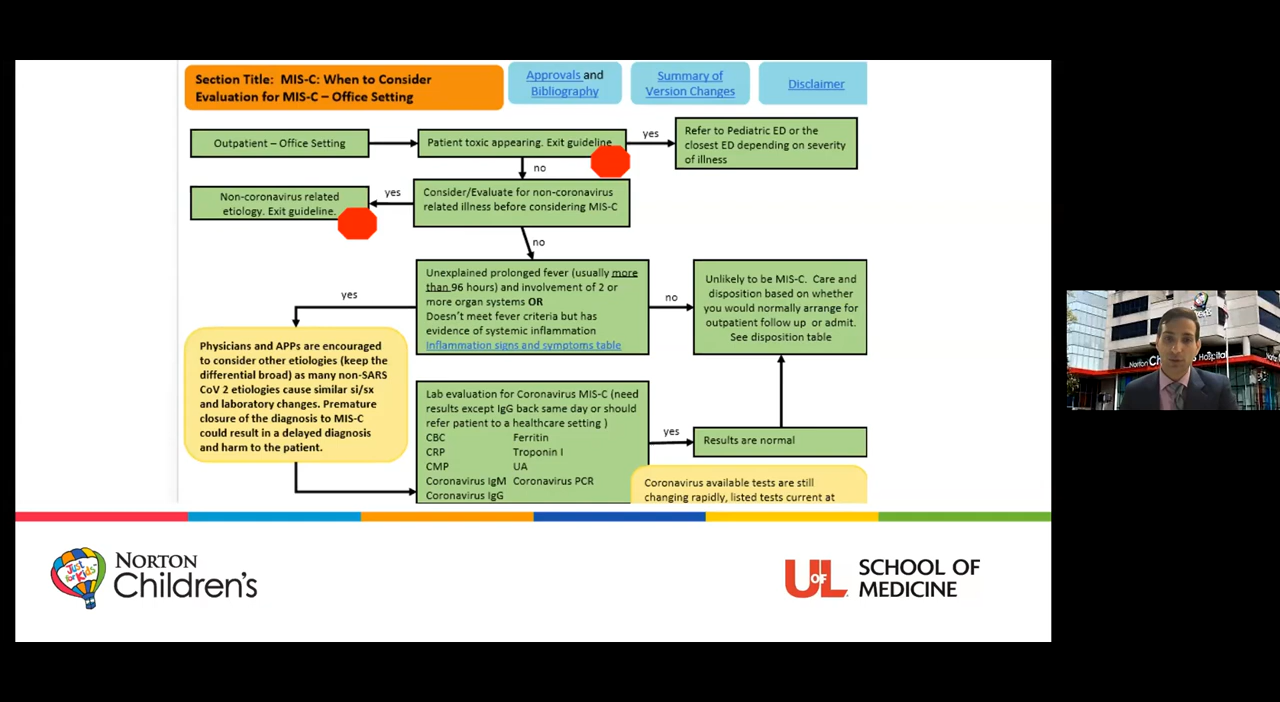 Section Title: MIS-C: When to Consider
Evaluation for MIS-C – Office Setting
Approvals and
Bibliography
Summary of
Version Changes
Disclaimer
Outpatient – Office Setting
Patient toxic appearing. Exit guideline
yes
Refer to Pediatric ED or the
closest ED depending on severity
of illness
no
Non-coronavirus related
etiology. Exit guideline.
yes
Consider/Evaluate for non-coronavirus
related illness before considering MIS-C
no
Unexplained prolonged fever (usually more
than 96 hours) and involvement of 2 or
more organ systems OR
Doesn't meet fever criteria but has
evidence of systemic inflammation
Inflammation signs and symptoms table
yes
no
Unlikely to be MIS-C. Care and
disposition based on whether
you would normally arrange for
outpatient follow up or admit.
See disposition table
Physicians and APPs are encouraged
to consider other etiologies (keep the
differential broad) as many non-SARS
CoV 2 etiologies cause similar si/sx
and laboratory changes. Premature
closure of the diagnosis to MIS-C
could result in a delayed diagnosis
and harm to the patient.
Lab evaluation for Coronavirus MIS-C (need
results except IgG back same day or should
refer patient to a healthcare setting )
CBC Ferritin
CRP Troponin I
CMP UA
Coronavirus IgM Coronavirus PCR
Coronavirus IgG
yes
Results are normal
Coronavirus available tests are still
changing rapidly, listed tests current at
Just for Kids
NORTON
Children's
UofL
SCHOOL OF
MEDICINE